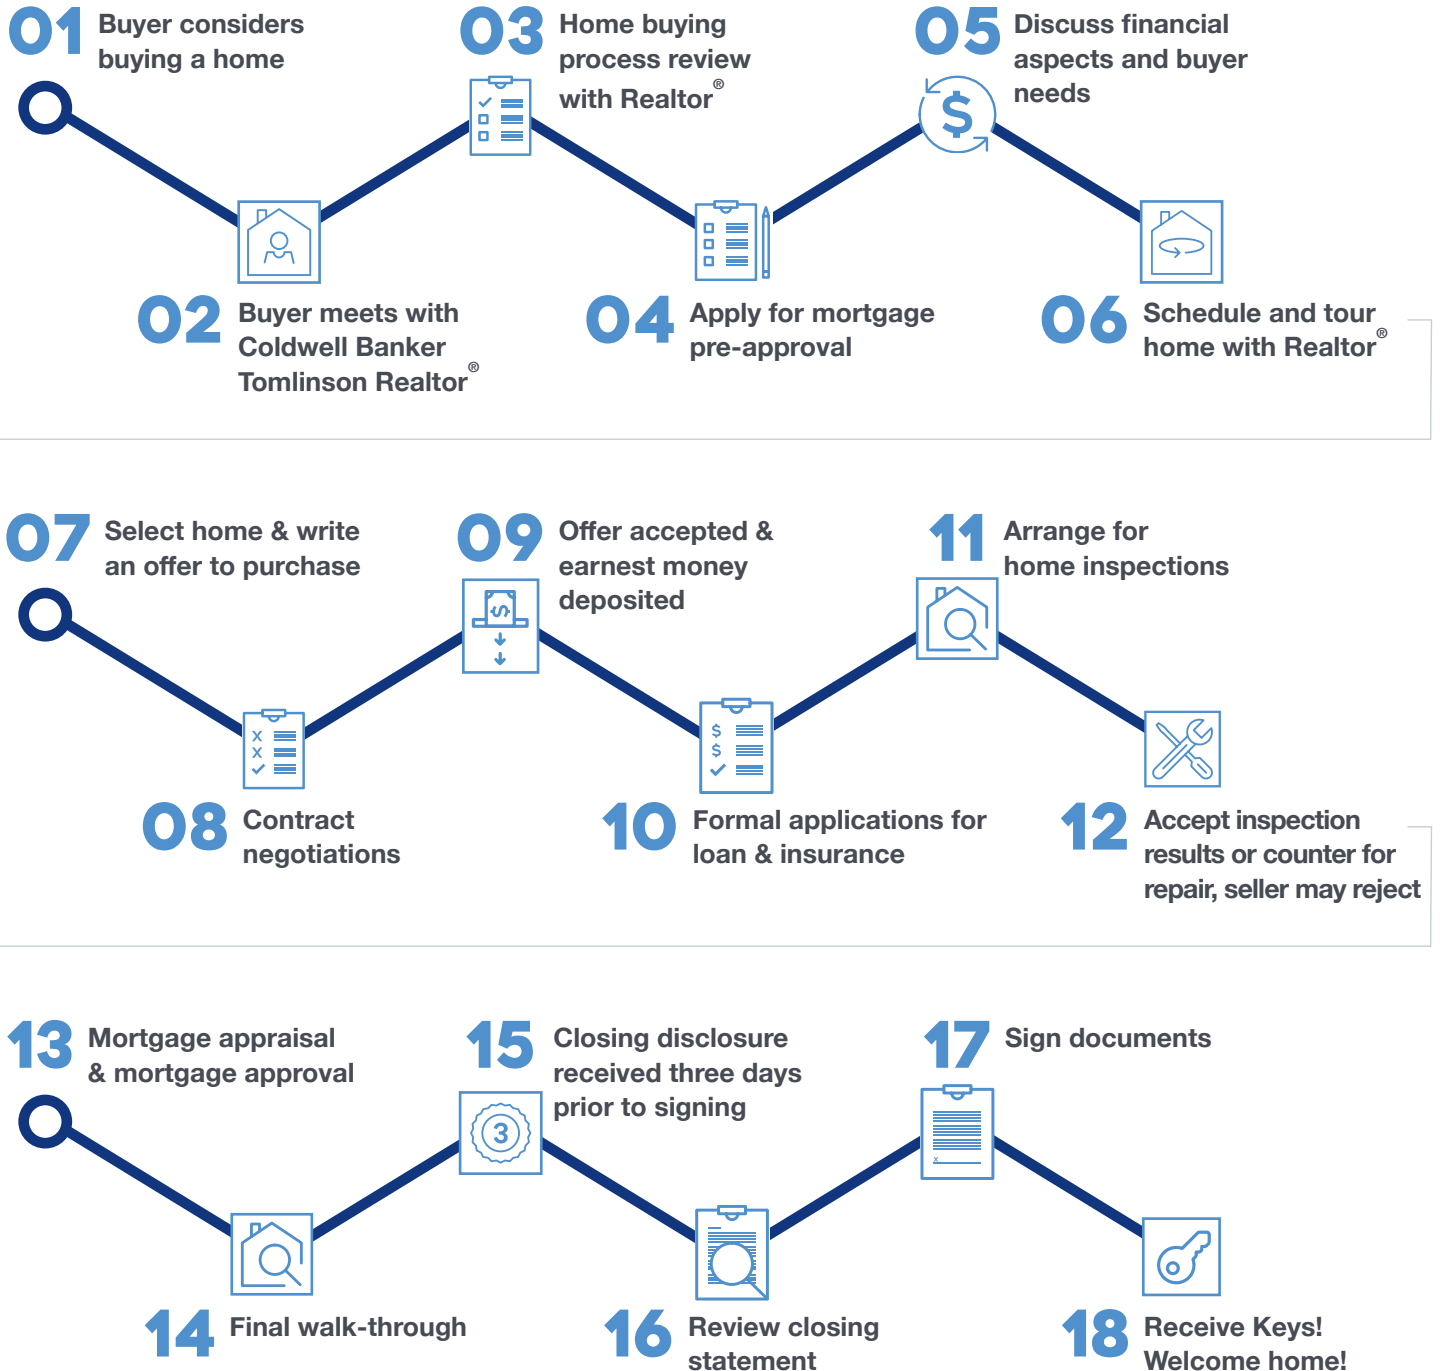 01 Buyer considers
buying a home
03 Home buying
process review
with Realtor®
05 Discuss financial
aspects and buyer
needs
$
02 Buyer meets with
Coldwell Banker
Tomlinson Realtor®
04 Apply for mortgage
pre-approval
06 Schedule and tour
home with Realtor®
07 Select home & write
an offer to purchase
09 Offer accepted &
earnest money
deposited
$
11 Arrange for
home inspections
X
X
$
$
08 Contract
negotiations
10 Formal applications for
loan & insurance
12 Accept inspection
results or counter for
repair, seller may reject
13 Mortgage appraisal
& mortgage approval
15 Closing disclosure
received three days
prior to signing
3
17 Sign documents
x
14 Final walk-through
16 Review closing
statement
18 Receive Keys!
Welcome home!